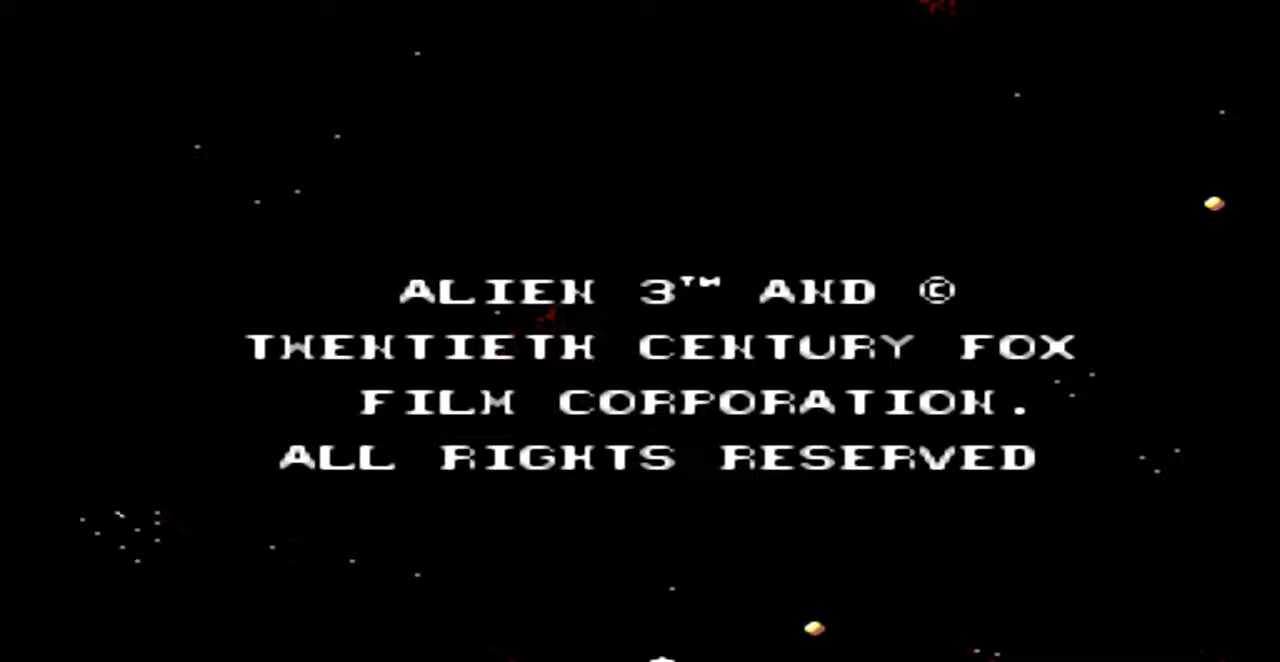 ALIEN 3™ AND ©
TWENTIETH CENTURY FOX
FILM CORPORATION.
ALL RIGHTS RESERVED